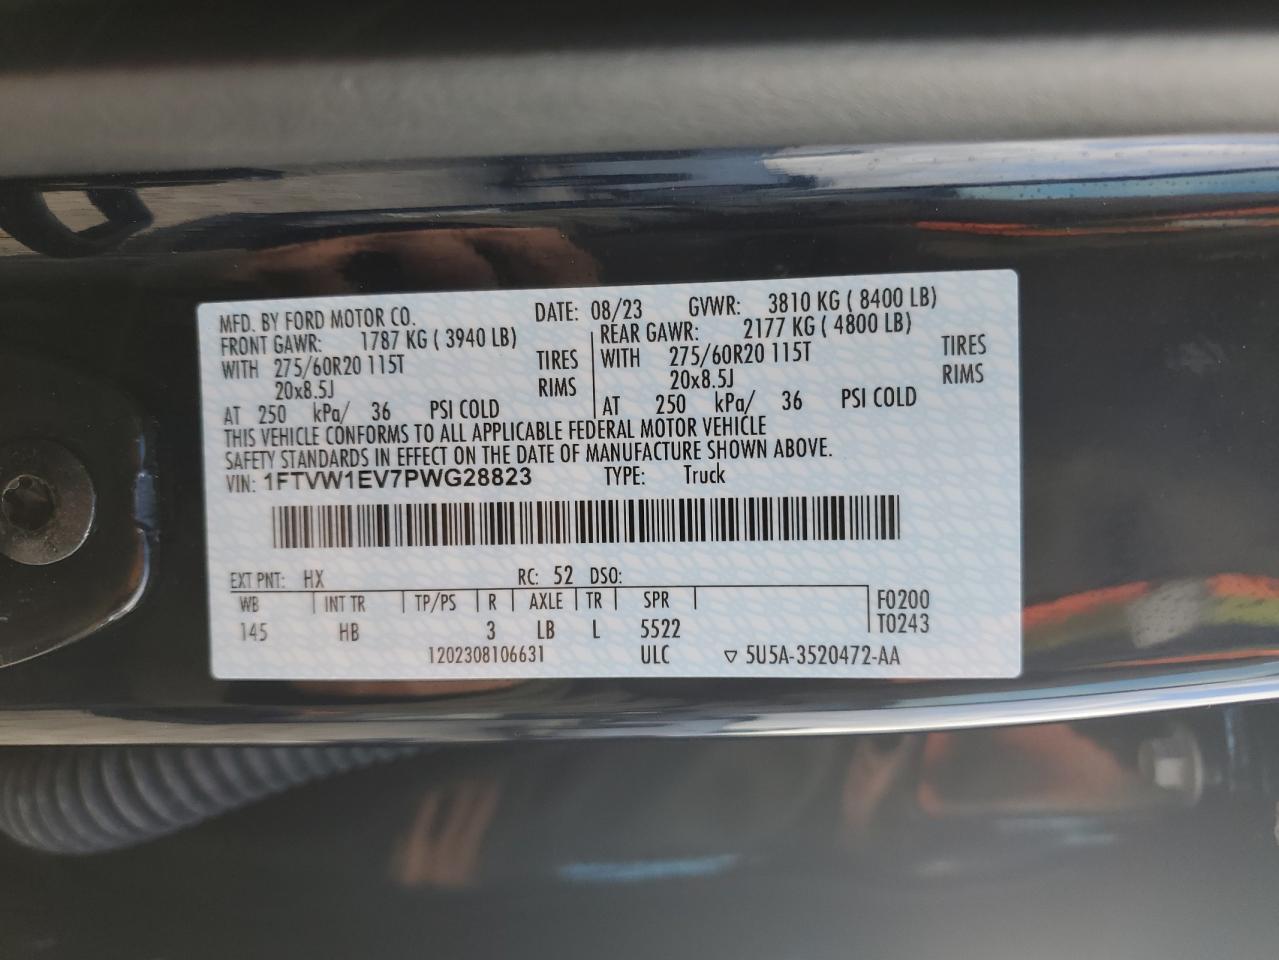 MFD. BY FORD MOTOR CO. DATE: 08/23 GVWR: 3810 KG ( 8400 LB)
FRONT GAWR: 1787 KG ( 3940 LB) REAR GAWR: 2177 KG ( 4800 LB)
WITH 275/60R20 115T TIRES WITH 275/60R20 115T TIRES
20x8.5J RIMS 20x8.5J RIMS
AT 250 kPa/ 36 PSI COLD AT 250 kPa/ 36 PSI COLD
THIS VEHICLE CONFORMS TO ALL APPLICABLE FEDERAL MOTOR VEHICLE
SAFETY STANDARDS IN EFFECT ON THE DATE OF MANUFACTURE SHOWN ABOVE.
VIN: 1FTVW1EV7PWG28823 TYPE: Truck
EXT PNT: HX RC: 52 DSO:
WB INT TR TP/PS R AXLE TR SPR F0200
145 HB 3 LB L 5522 T0243
1202308106631 ULC ▽ 5U5A-3520472-AA